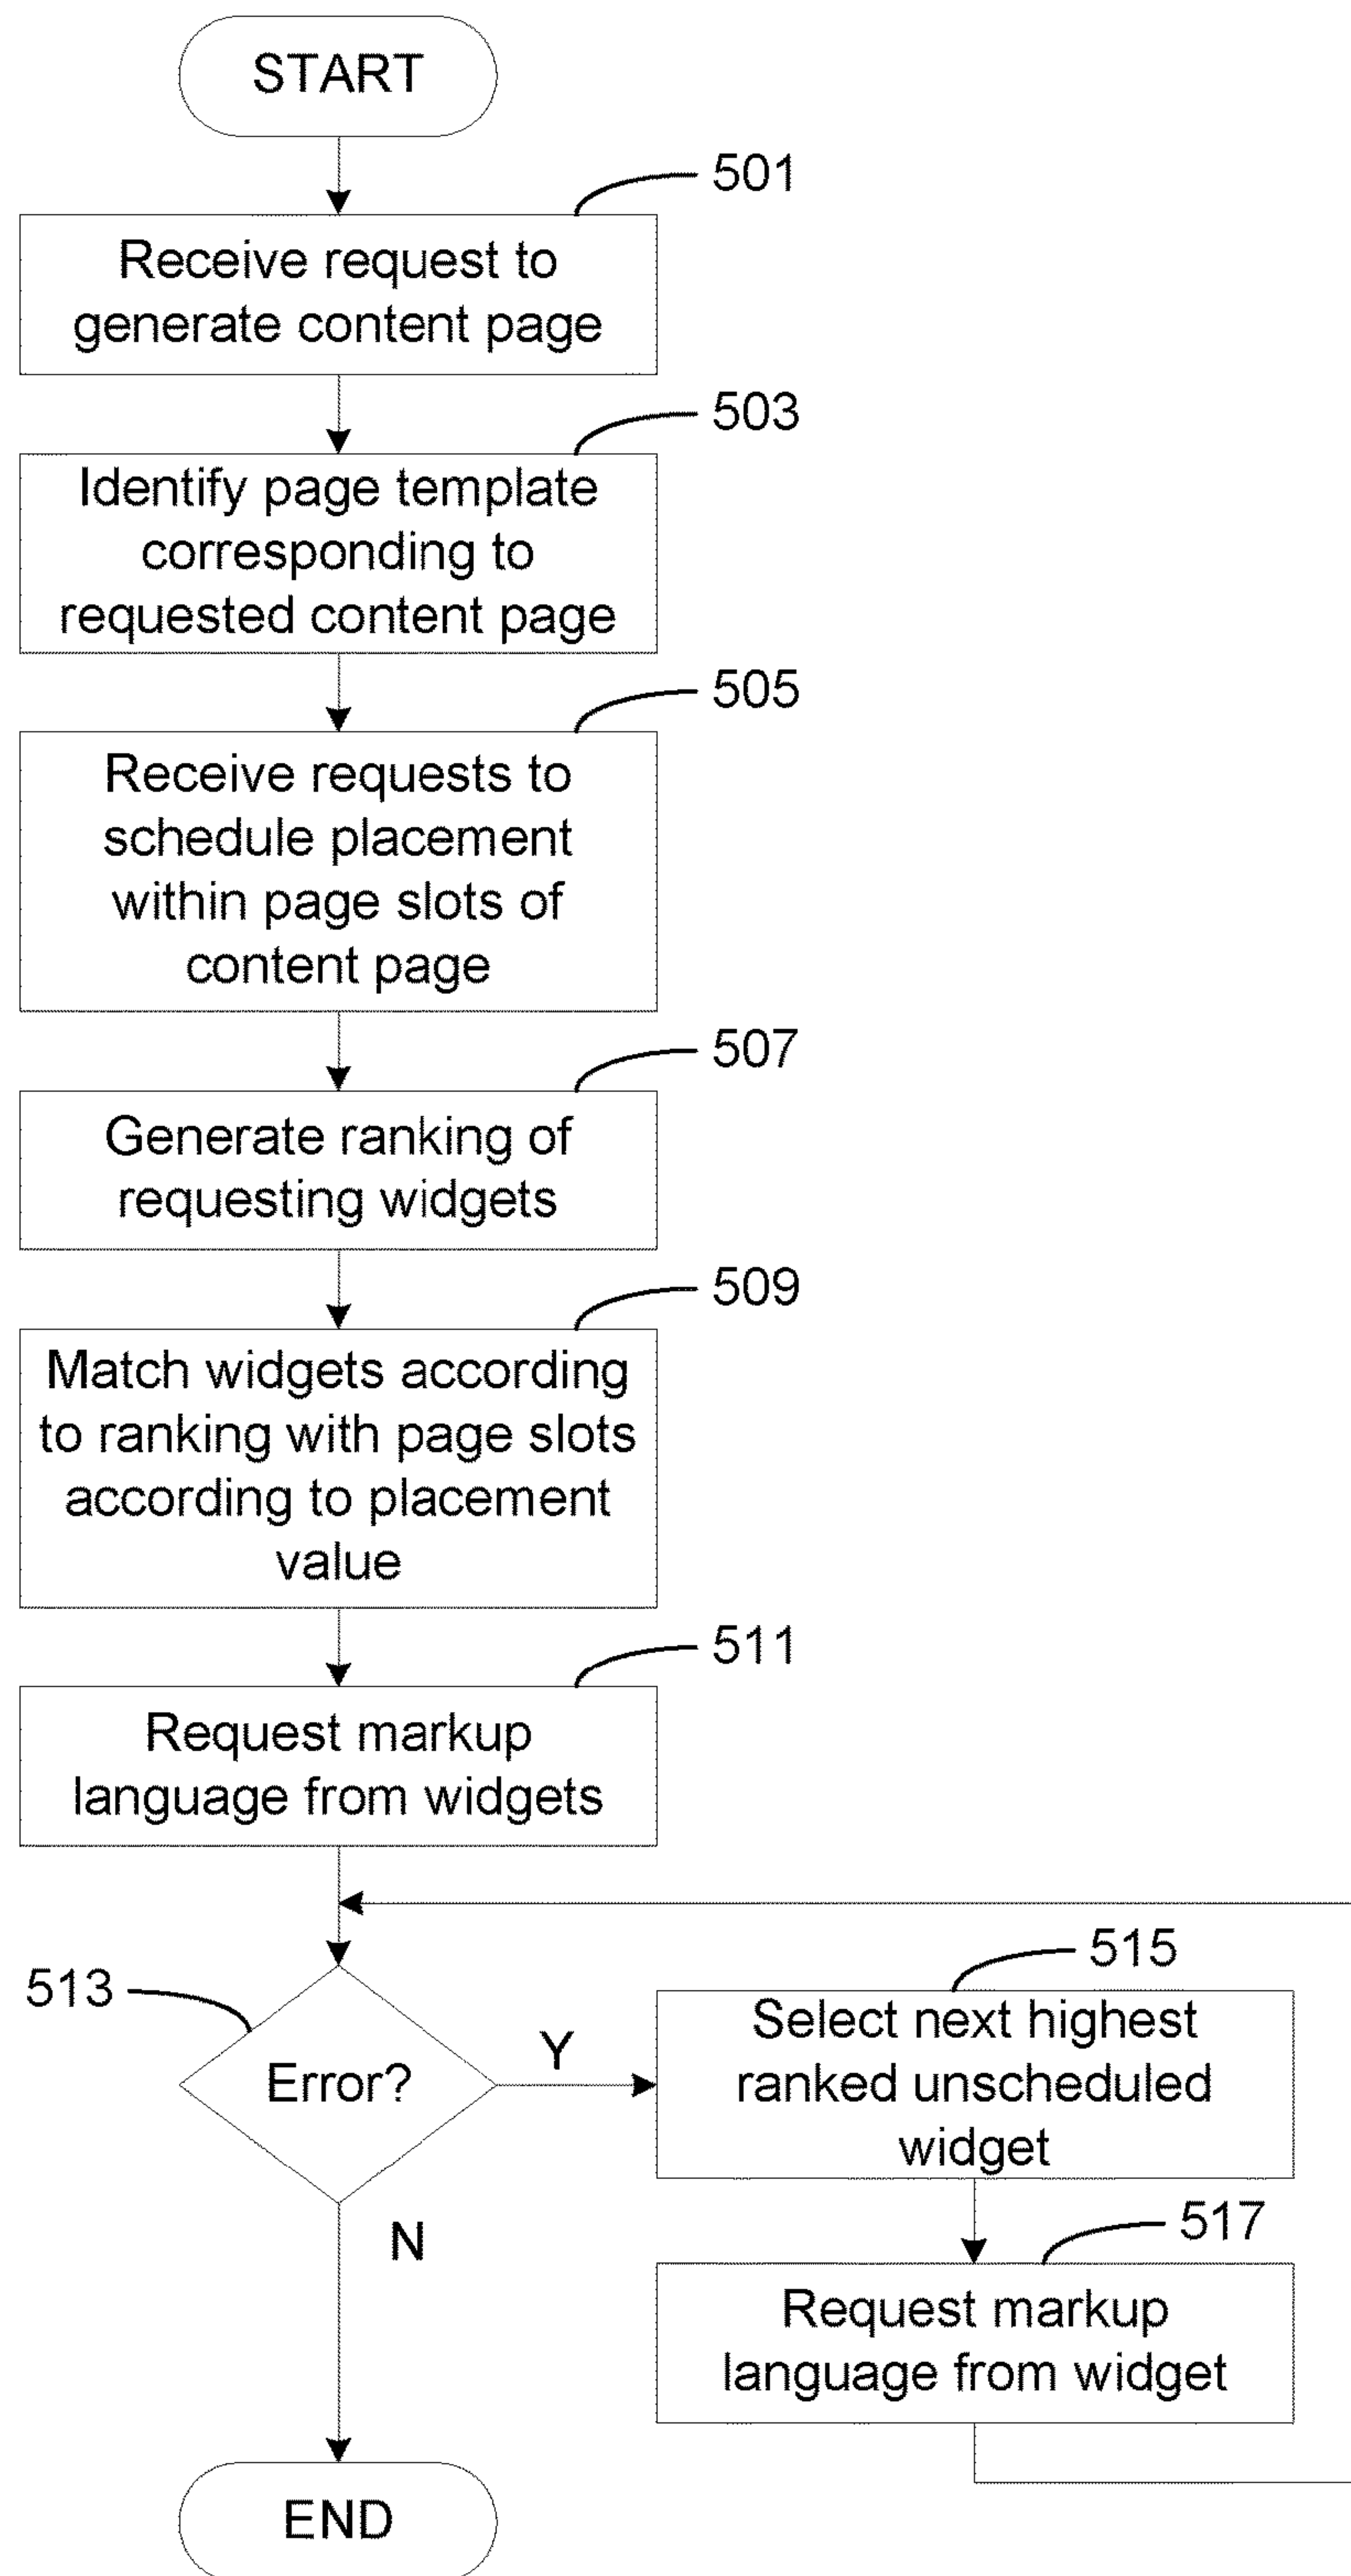 START
501
Receive request to
generate content page
503
Identify page template
corresponding to
requested content page
505
Receive requests to
schedule placement
within page slots of
content page
507
Generate ranking of
requesting widgets
509
Match widgets according
to ranking with page slots
according to placement
value
511
Request markup
language from widgets
513
Error?
Y
515
Select next highest
ranked unscheduled
widget
N
517
Request markup
language from widget
END